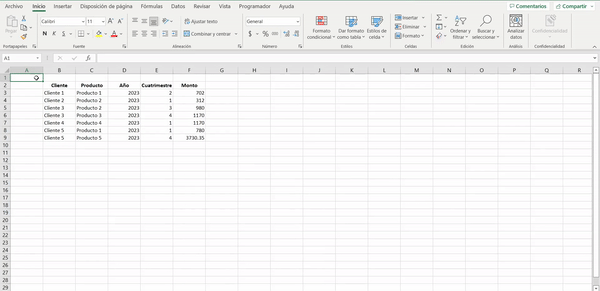 Archivo Inicio Insertar Disposición de página Fórmulas Datos Revisar Vista Programador Ayuda Comentarios Compartir
Calibri 11 Ajustar texto General Insertar
Pegar N K S Combinar y centrar $ % 000 Formato condicional Dar formato como tabla Estilos de celda Eliminar Formato Ordenar y filtrar Buscar y seleccionar Analizar datos Confidencialidad
Portapapeles Fuente Alineación Número Estilos Celdas Edición Análisis Confidencialidad
A1 fx
A B C D E F G H I J K L M N O P Q R
1
2 Cliente Producto Año Cuatrimestre Monto
3 Cliente 1 Producto 1 2023 2 702
4 Cliente 2 Producto 2 2023 1 312
5 Cliente 3 Producto 2 2023 3 980
6 Cliente 3 Producto 3 2023 4 1170
7 Cliente 4 Producto 4 2023 1 1170
8 Cliente 5 Producto 1 2023 1 780
9 Cliente 5 Producto 5 2023 4 3730.35
10
11
12
13
14
15
16
17
18
19
20
21
22
23
24
25
26
27
28
29